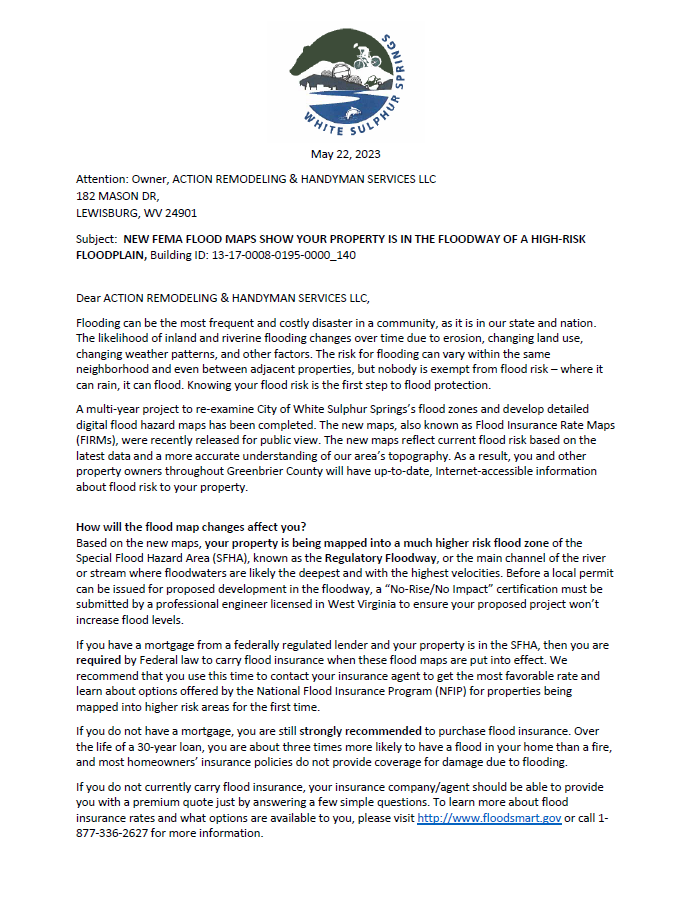 WHITE SULPHUR SPRINGS
May 22, 2023
Attention: Owner, ACTION REMODELING & HANDYMAN SERVICES LLC
182 MASON DR,
LEWISBURG, WV 24901
Subject: NEW FEMA FLOOD MAPS SHOW YOUR PROPERTY IS IN THE FLOODWAY OF A HIGH-RISK
FLOODPLAIN, Building ID: 13-17-0008-0195-0000_140
Dear ACTION REMODELING & HANDYMAN SERVICES LLC,
Flooding can be the most frequent and costly disaster in a community, as it is in our state and nation.
The likelihood of inland and riverine flooding changes over time due to erosion, changing land use,
changing weather patterns, and other factors. The risk for flooding can vary within the same
neighborhood and even between adjacent properties, but nobody is exempt from flood risk – where it
can rain, it can flood. Knowing your flood risk is the first step to flood protection.
A multi-year project to re-examine City of White Sulphur Springs's flood zones and develop detailed
digital flood hazard maps has been completed. The new maps, also known as Flood Insurance Rate Maps
(FIRMs), were recently released for public view. The new maps reflect current flood risk based on the
latest data and a more accurate understanding of our area's topography. As a result, you and other
property owners throughout Greenbrier County will have up-to-date, Internet-accessible information
about flood risk to your property.
How will the flood map changes affect you?
Based on the new maps, your property is being mapped into a much higher risk flood zone of the
Special Flood Hazard Area (SFHA), known as the Regulatory Floodway, or the main channel of the river
or stream where floodwaters are likely the deepest and with the highest velocities. Before a local permit
can be issued for proposed development in the floodway, a “No-Rise/No Impact” certification must be
submitted by a professional engineer licensed in West Virginia to ensure your proposed project won't
increase flood levels.
If you have a mortgage from a federally regulated lender and your property is in the SFHA, then you are
required by Federal law to carry flood insurance when these flood maps are put into effect. We
recommend that you use this time to contact your insurance agent to get the most favorable rate and
learn about options offered by the National Flood Insurance Program (NFIP) for properties being
mapped into higher risk areas for the first time.
If you do not have a mortgage, you are still strongly recommended to purchase flood insurance. Over
the life of a 30-year loan, you are about three times more likely to have a flood in your home than a fire,
and most homeowners' insurance policies do not provide coverage for damage due to flooding.
If you do not currently carry flood insurance, your insurance company/agent should be able to provide
you with a premium quote just by answering a few simple questions. To learn more about flood
insurance rates and what options are available to you, please visit http://www.floodsmart.gov or call 1-
877-336-2627 for more information.